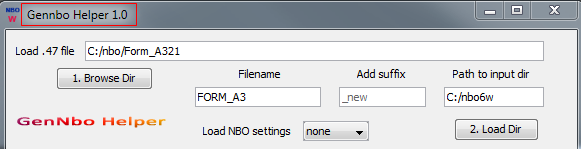 NBO
W
Gennbo Helper 1.0
Load .47 file C:/nbo/Form_A321
1. Browse Dir
Filename Add suffix Path to input dir
FORM_A3 _new C:/nbo6w
GenNbo Helper
Load NBO settings none 2. Load Dir